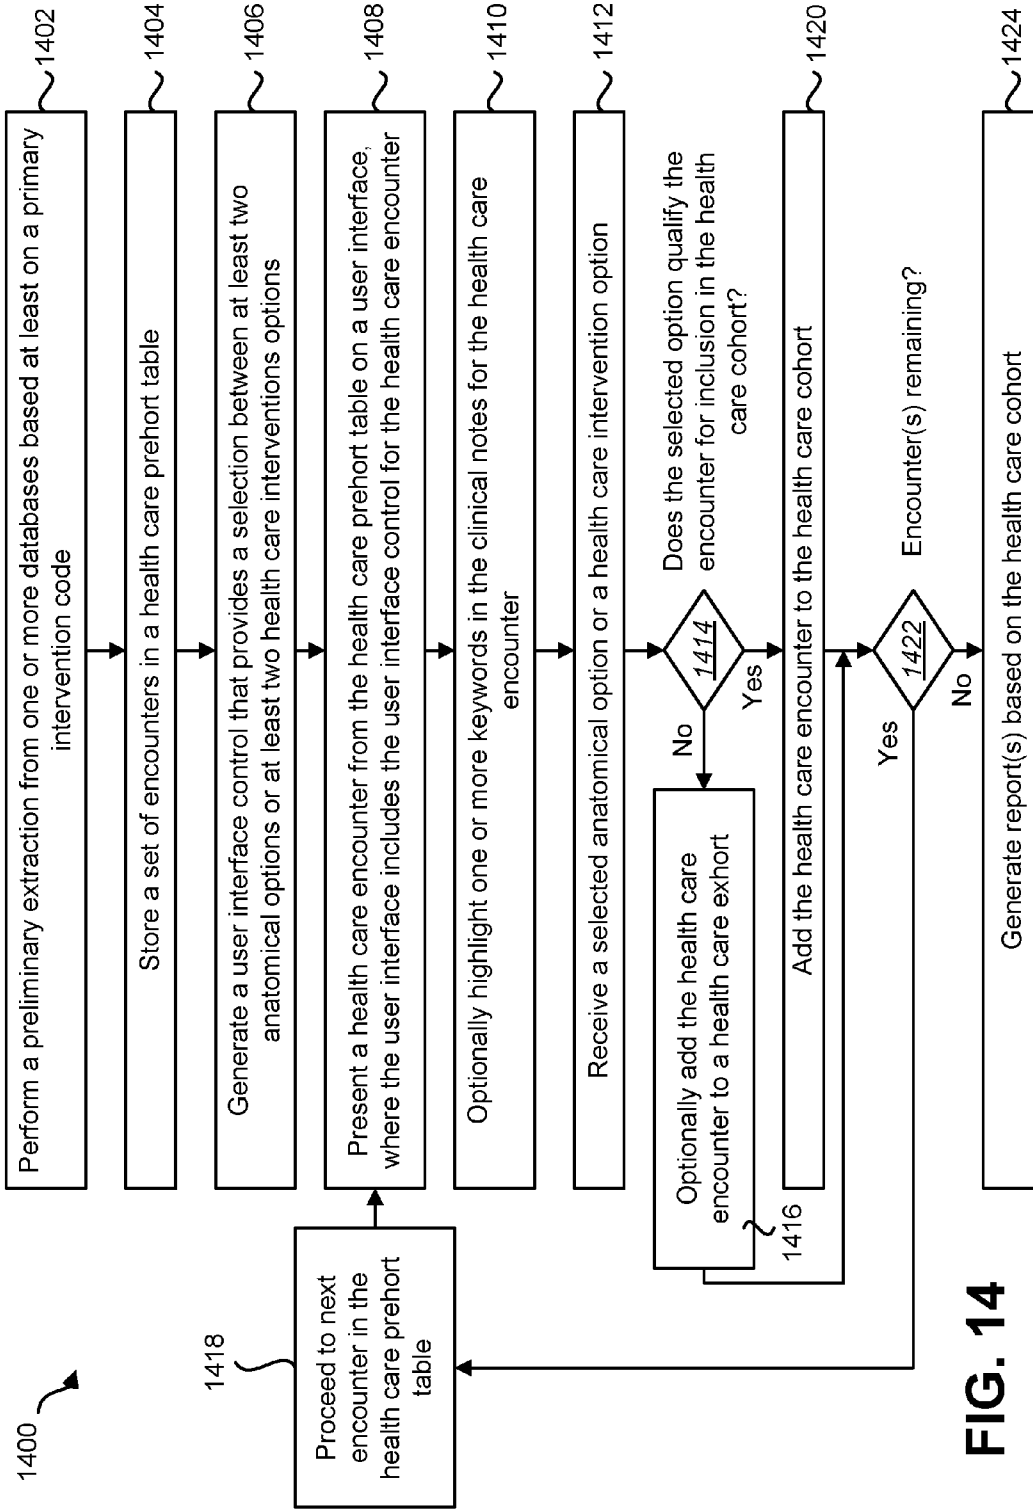 1400
Perform a preliminary extraction from one or more databases based at least on a primary
intervention code
1402
Store a set of encounters in a health care prehort table
1404
Generate a user interface control that provides a selection between at least two
anatomical options or at least two health care interventions options
1406
Present a health care encounter from the health care prehort table on a user interface,
where the user interface includes the user interface control for the health care encounter
1408
Optionally highlight one or more keywords in the clinical notes for the health care
encounter
1410
Receive a selected anatomical option or a health care intervention option
1412
1414
Does the selected option qualify the
encounter for inclusion in the health
care cohort?
No
Yes
Optionally add the health care
encounter to a health care exhort
1416
1418
Proceed to next
encounter in the
health care prehort
table
Add the health care encounter to the health care cohort
1420
1422
Encounter(s) remaining?
Yes
No
Generate report(s) based on the health care cohort
1424
FIG. 14